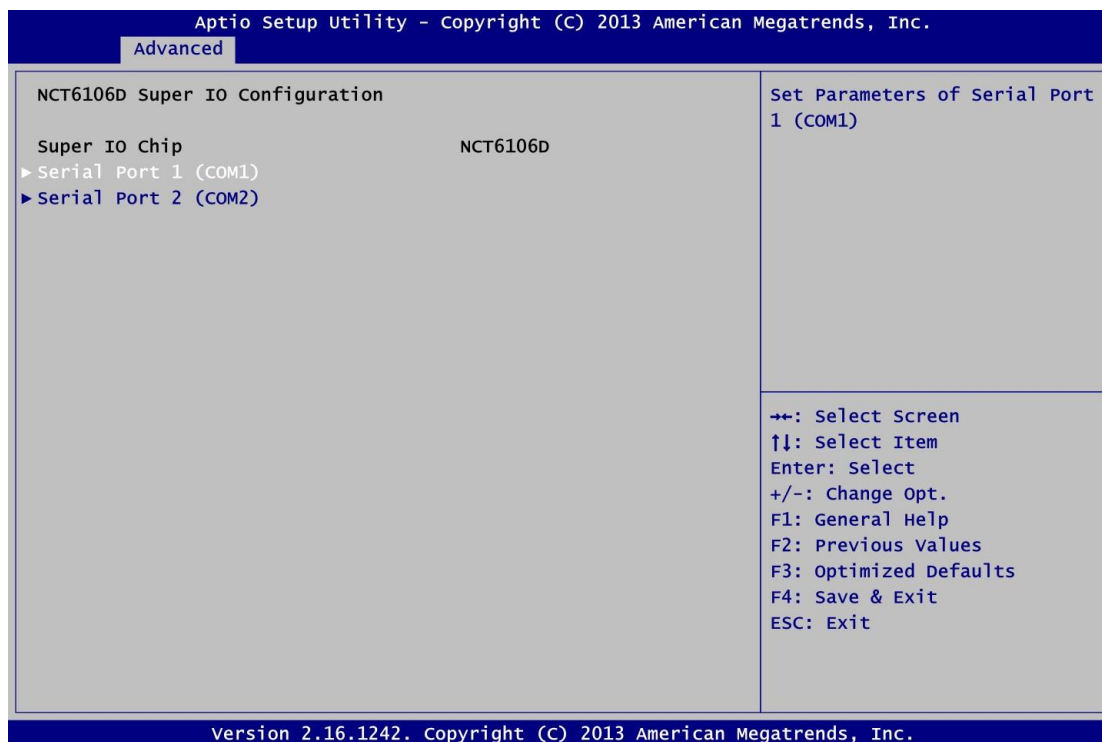 Aptio Setup Utility – Copyright (C) 2013 American Megatrends, Inc.
Advanced
NCT6106D Super IO Configuration
Super IO Chip NCT6106D
▶ Serial Port 1 (COM1)
▶ Serial Port 2 (COM2)
Set Parameters of Serial Port
1 (COM1)
→←: Select Screen
↑↓: Select Item
Enter: Select
+/-: Change Opt.
F1: General Help
F2: Previous Values
F3: Optimized Defaults
F4: Save & Exit
ESC: Exit
Version 2.16.1242. Copyright (C) 2013 American Megatrends, Inc.